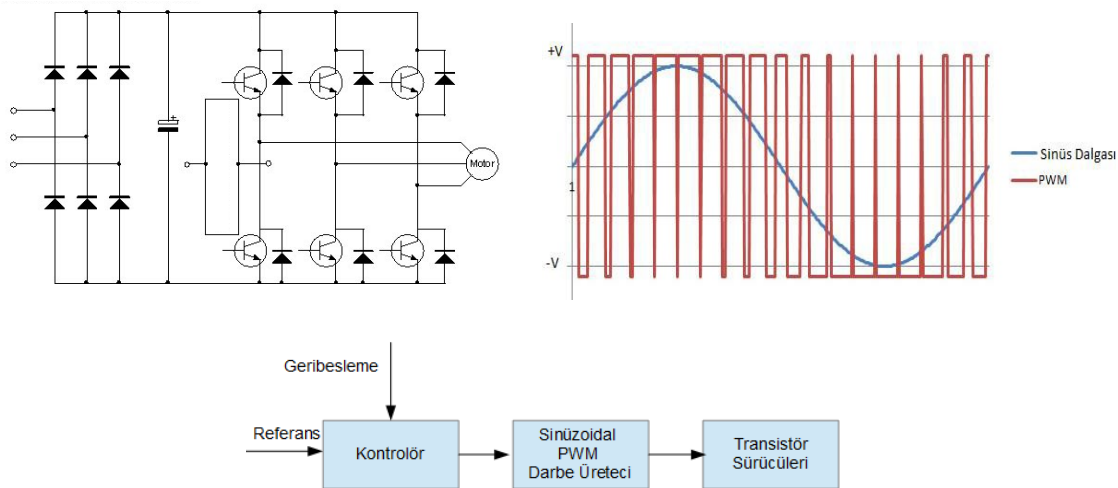 +
Motor
+V
1
-V
Sinüs Dalgası
PWM
Geribesleme
Referans
Kontrolör
Sinüzoidal
PWM
Darbe Üreteci
Transistör
Sürücüleri